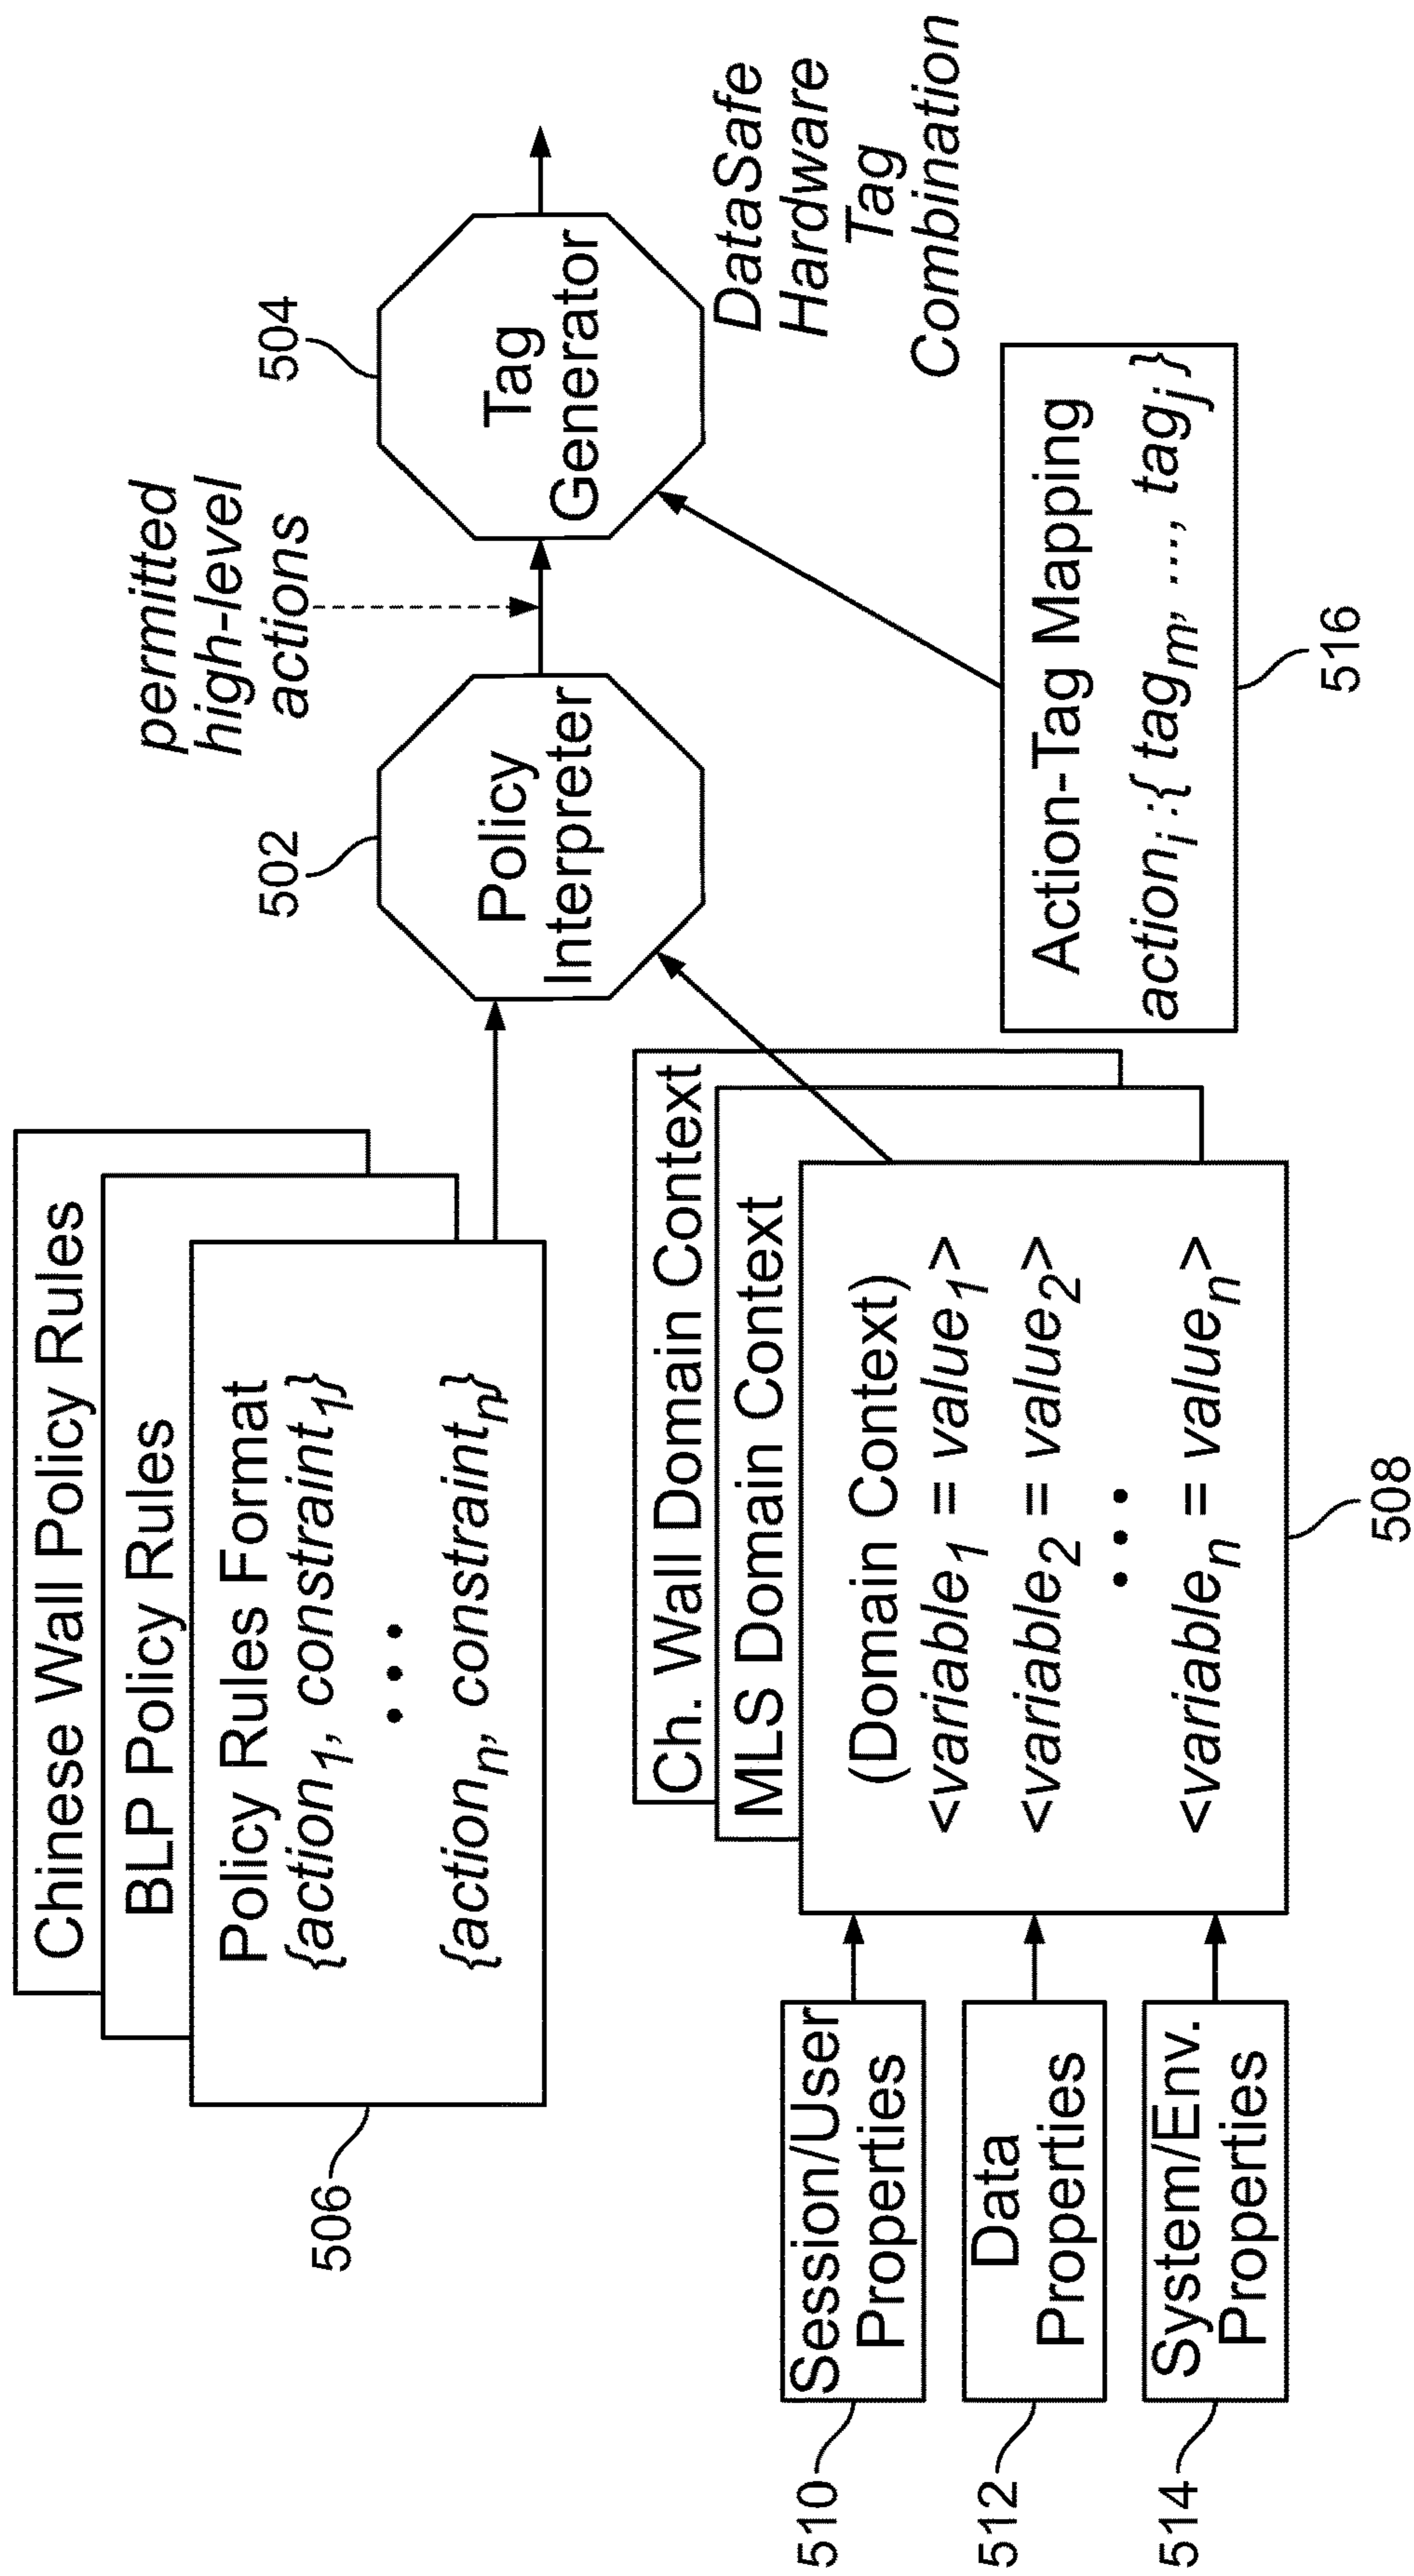 Chinese Wall Policy Rules
BLP Policy Rules
Policy Rules Format
{action1, constraint1}
•••
{actionn, constraintn}
506
permitted
high-level
actions
502
Policy
Interpreter
504
Tag
Generator
DataSafe
Hardware
Tag
Combination
Ch. Wall Domain Context
MLS Domain Context
(Domain Context)
<variable1 = value1>
<variable2 = value2>
•••
<variablen = valuen>
508
Session/User
Properties
510
Data
Properties
512
System/Env.
Properties
514
Action-Tag Mapping
actioni :{ tagm, ..., tagj }
516